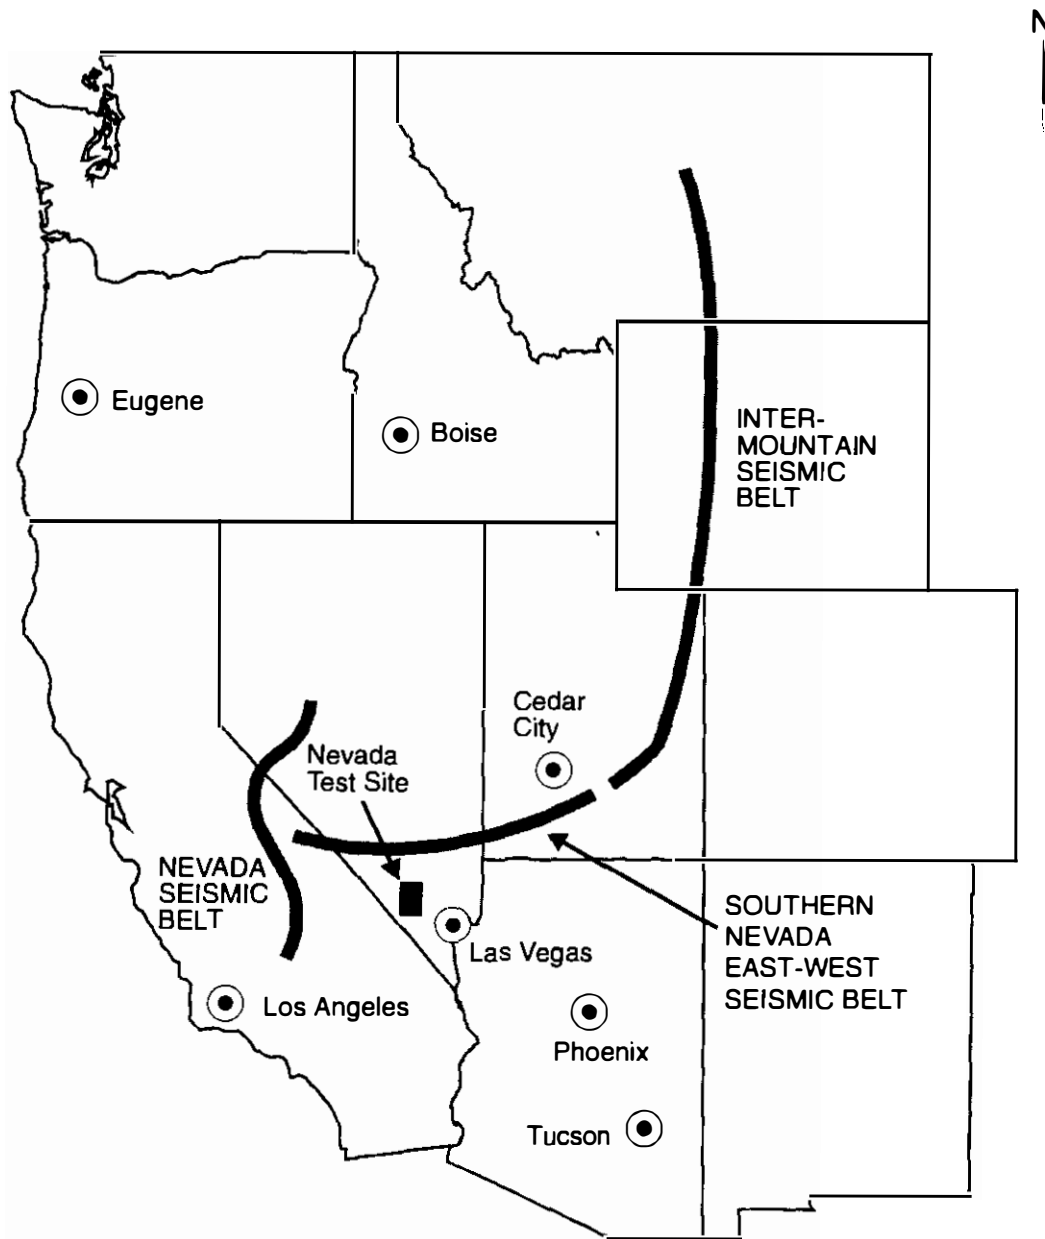 N
Eugene
Boise
INTER-
MOUNTAIN
SEISMIC
BELT
Cedar
City
Nevada
Test Site
NEVADA
SEISMIC
BELT
SOUTHERN
NEVADA
EAST-WEST
SEISMIC BELT
Las Vegas
Los Angeles
Phoenix
Tucson